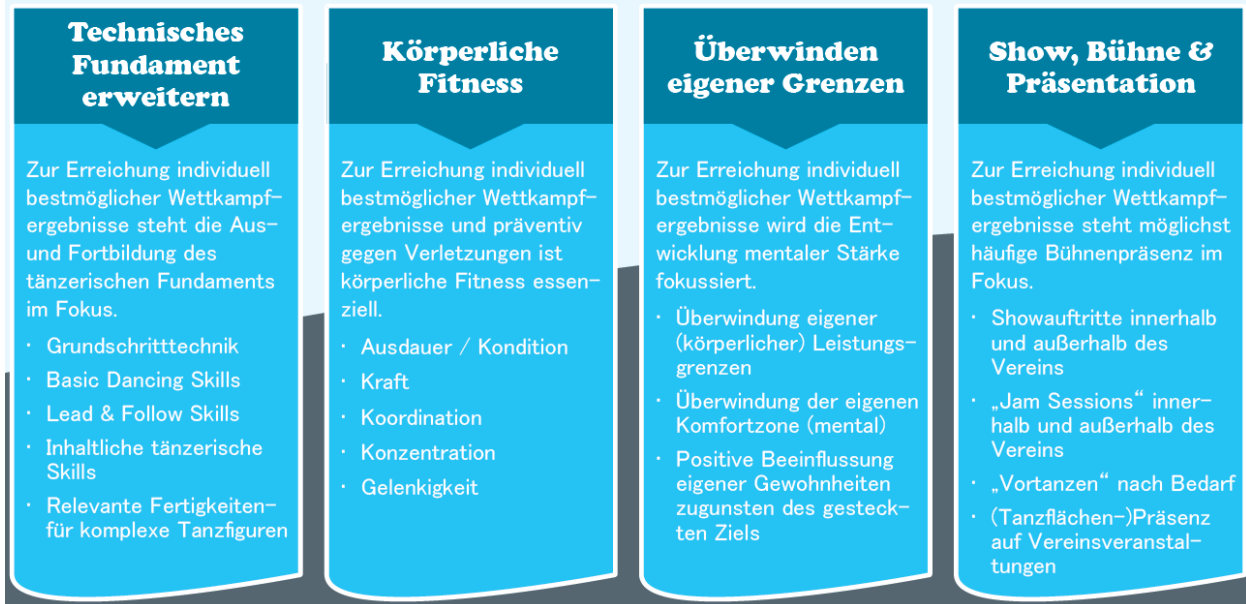 Technisches
Fundament
erweitern
Zur Erreichung individuell
bestmöglicher Wettkampf-
ergebnisse steht die Aus-
und Fortbildung des
tänzerischen Fundaments
im Fokus.
· Grundschritttechnik
· Basic Dancing Skills
· Lead & Follow Skills
· Inhaltliche tänzerische
Skills
· Relevante Fertigkeiten-
für komplexe Tanzfiguren
Körperliche
Fitness
Zur Erreichung individuell
bestmöglicher Wettkampf-
ergebnisse und präventiv
gegen Verletzungen ist
körperliche Fitness essen-
ziell.
· Ausdauer / Kondition
· Kraft
· Koordination
· Konzentration
· Gelenkigkeit
Überwinden
eigener Grenzen
Zur Erreichung individuell
bestmöglicher Wettkampf-
ergebnisse wird die Ent-
wicklung mentaler Stärke
fokussiert.
· Überwindung eigener
(körperlicher) Leistungs-
grenzen
· Überwindung der eigenen
Komfortzone (mental)
· Positive Beeinflussung
eigener Gewohnheiten
zugunsten des gesteck-
ten Ziels
Show, Bühne &
Präsentation
Zur Erreichung individuell
bestmöglicher Wettkampf-
ergebnisse steht möglichst
häufige Bühnenpräsenz im
Fokus.
· Showauftritte innerhalb
und außerhalb des
Vereins
· „Jam Sessions“ inner-
halb und außerhalb des
Vereins
· „Vortanzen“ nach Bedarf
· (Tanzflächen-)Präsenz
auf Vereinsveranstal-
tungen